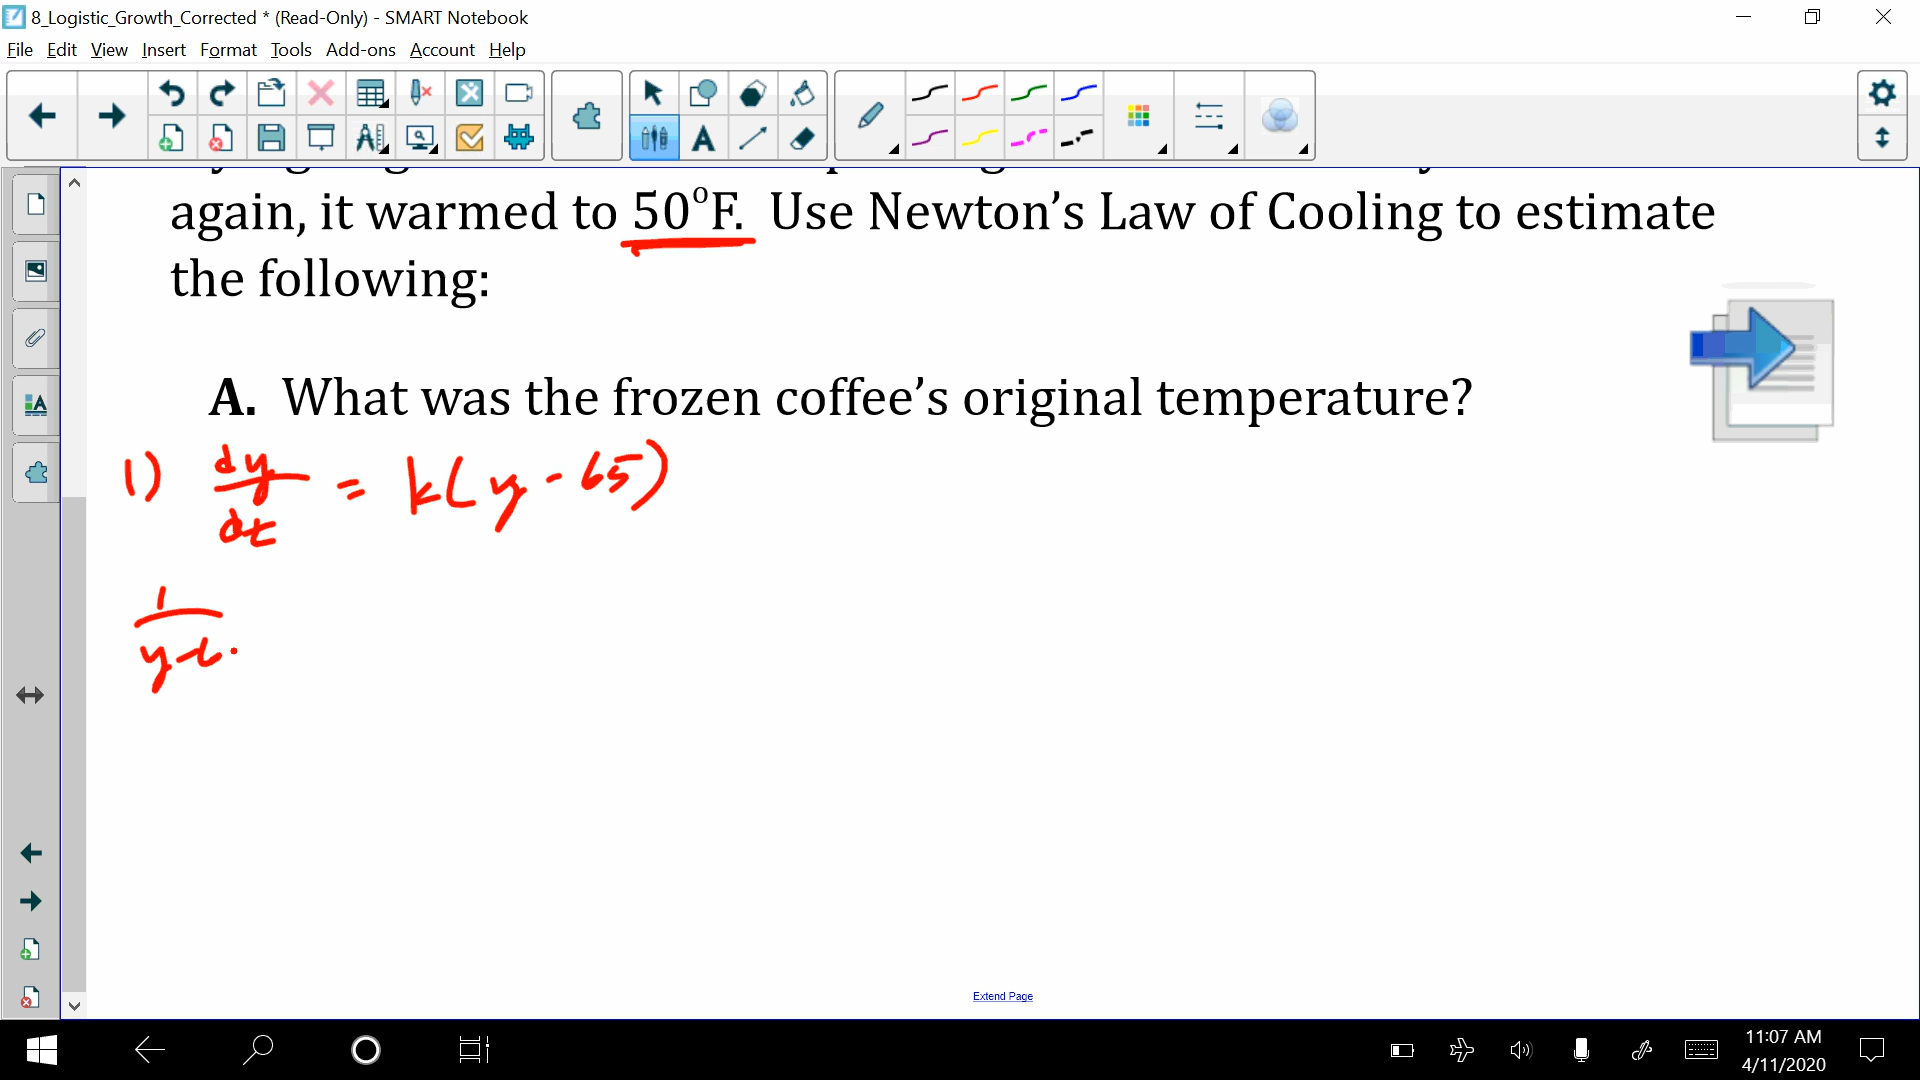 8_Logistic_Growth_Corrected * (Read-Only) - SMART Notebook
File Edit View Insert Format Tools Add-ons Account Help
again, it warmed to 50°F. Use Newton's Law of Cooling to estimate
the following:
A. What was the frozen coffee's original temperature?
1) dy/dt = k(y - 65)
1
y-
Extend Page
11:07 AM
4/11/2020